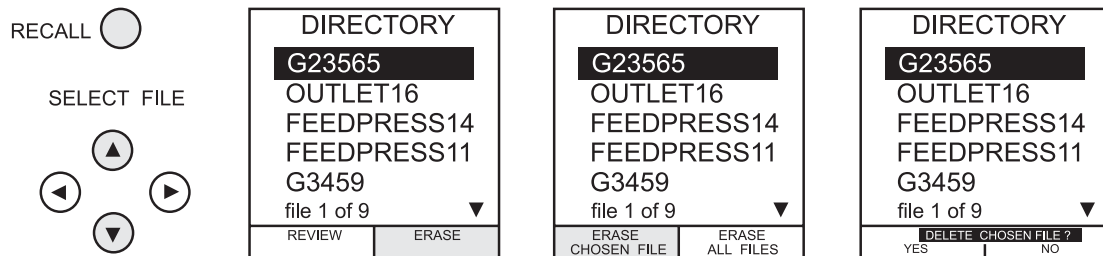 RECALL
SELECT FILE
DIRECTORY
G23565
OUTLET16
FEEDPRESS14
FEEDPRESS11
G3459
file 1 of 9 ▼
REVIEW ERASE
DIRECTORY
G23565
OUTLET16
FEEDPRESS14
FEEDPRESS11
G3459
file 1 of 9 ▼
ERASE ERASE
CHOSEN FILE ALL FILES
DIRECTORY
G23565
OUTLET16
FEEDPRESS14
FEEDPRESS11
G3459
file 1 of 9 ▼
DELETE CHOSEN FILE ?
YES NO